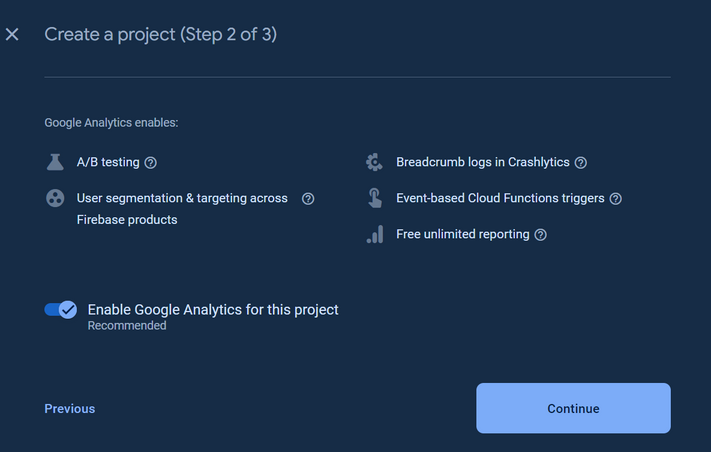 Create a project (Step 2 of 3)
Google Analytics enables:
A/B testing
User segmentation & targeting across
Firebase products
Breadcrumb logs in Crashlytics
Event-based Cloud Functions triggers
Free unlimited reporting
Enable Google Analytics for this project
Recommended
Previous
Continue